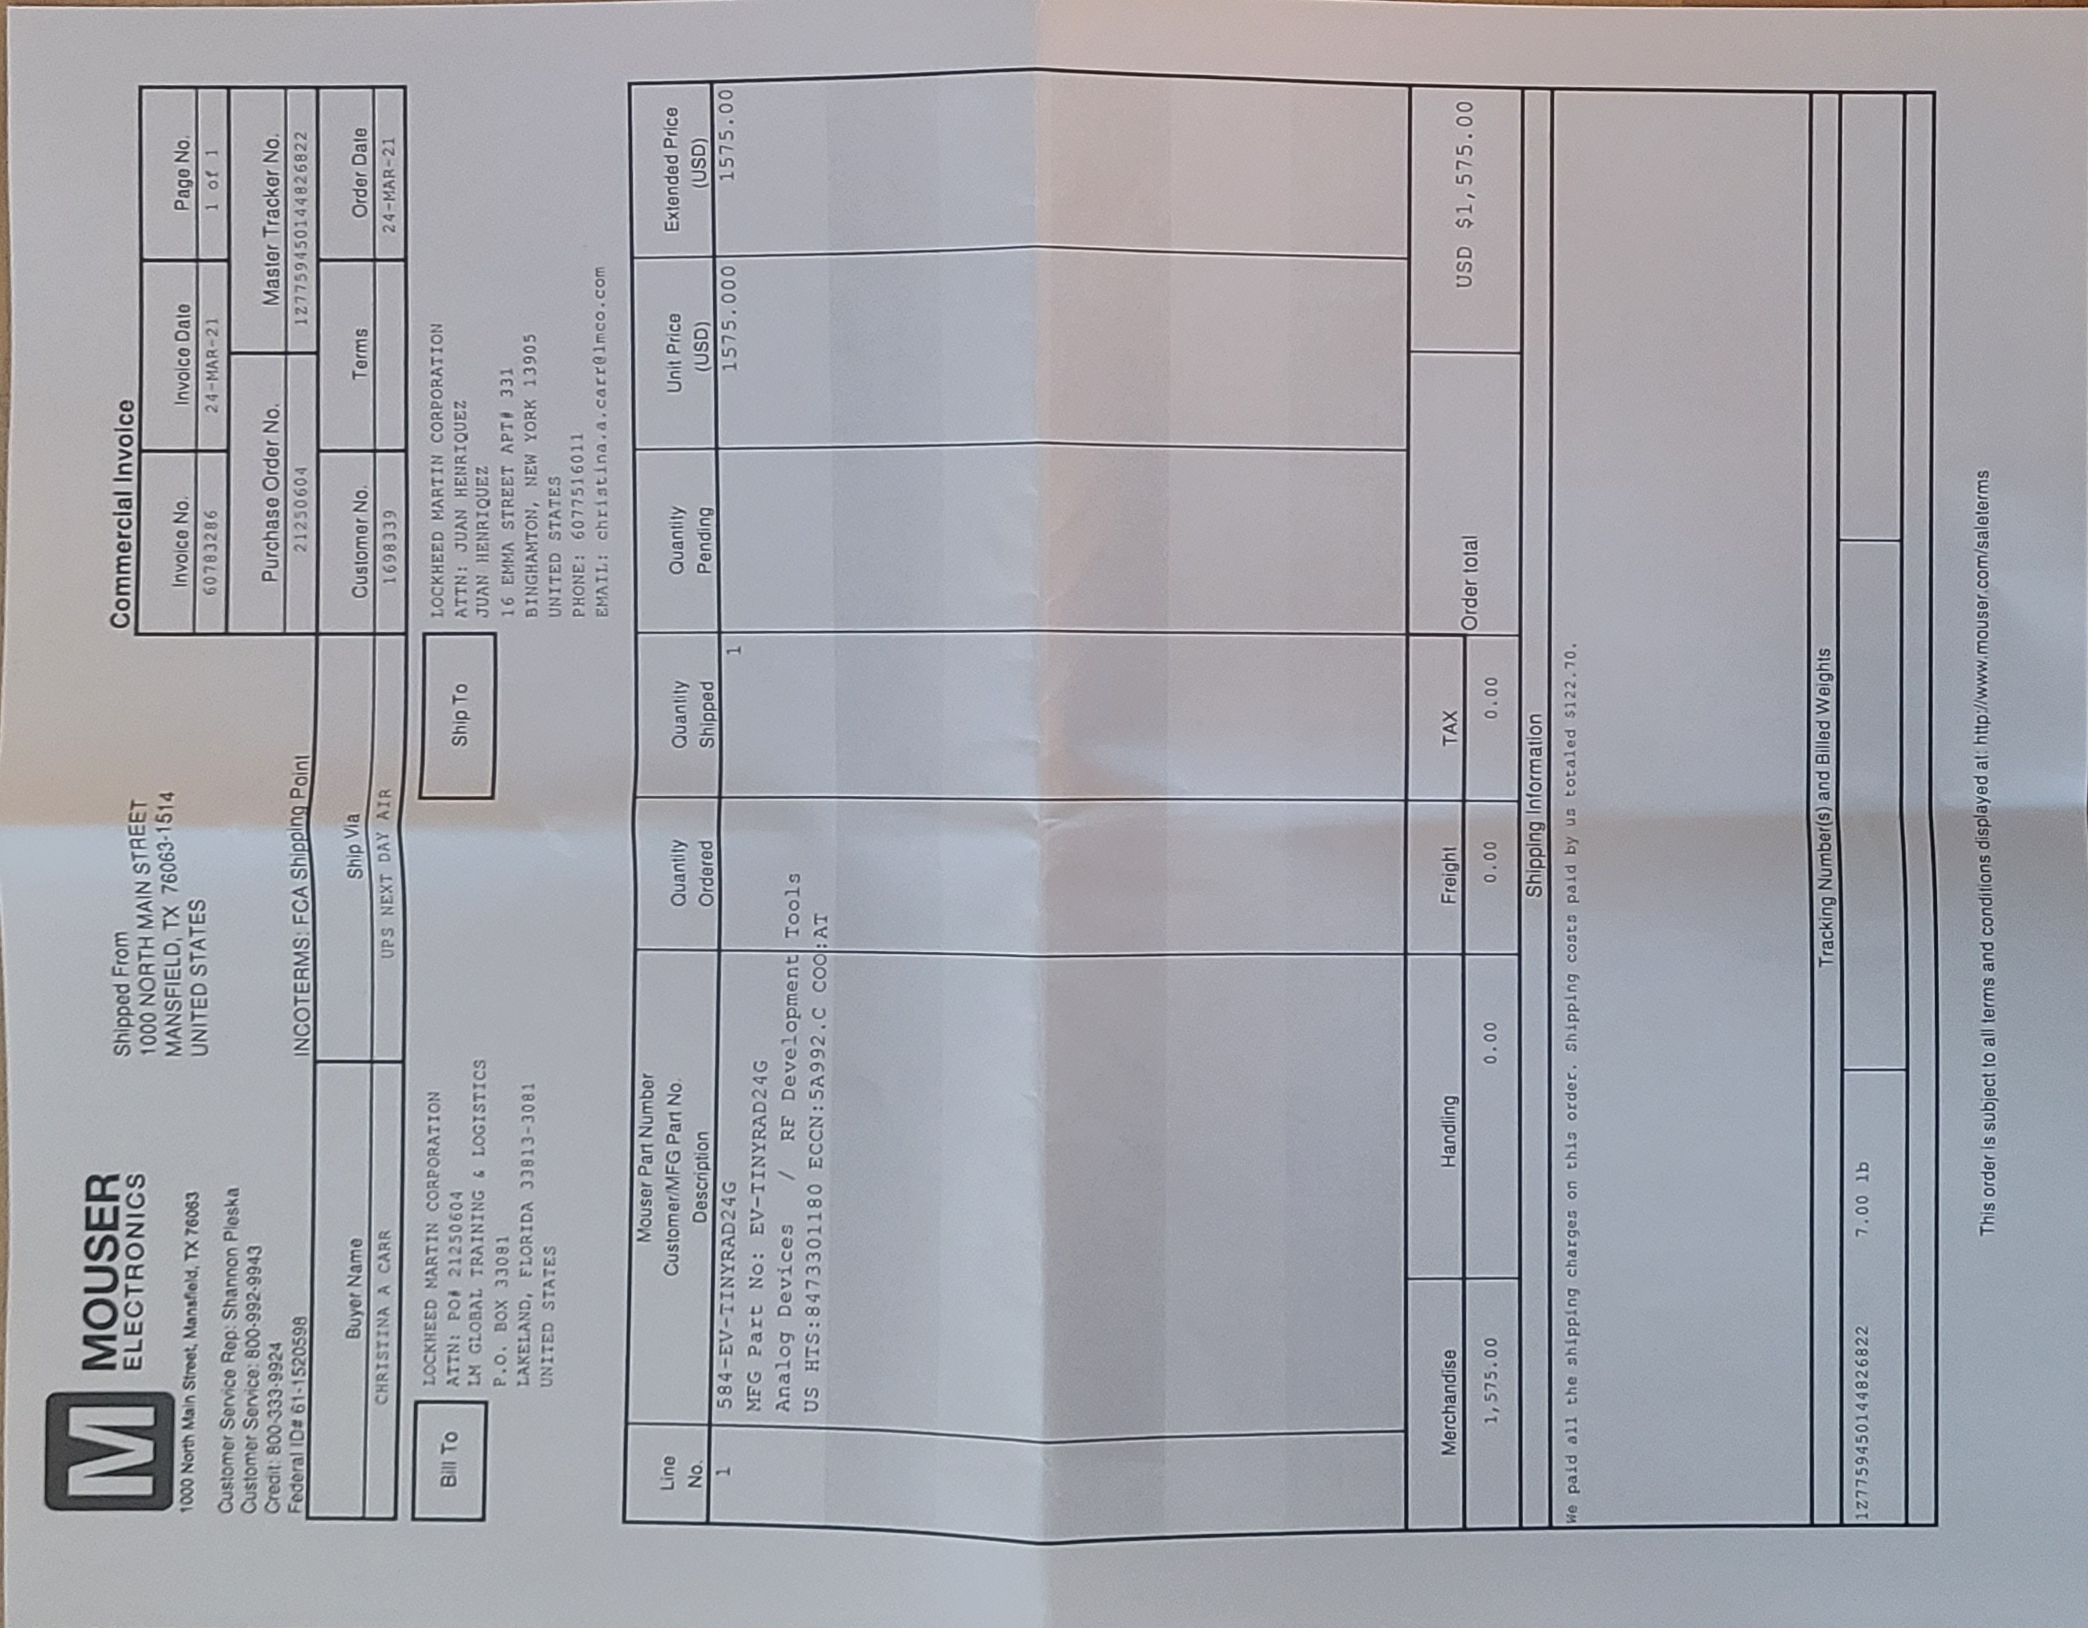 MOUSER
ELECTRONICS
1000 North Main Street, Mansfield, TX 76063
Customer Service Rep: Shannon Pleska
Customer Service: 800-992-9943
Credit: 800-333-9924
Federal ID# 61-1520598
Shipped From
1000 NORTH MAIN STREET
MANSFIELD, TX 76063-1514
UNITED STATES
INCOTERMS: FCA Shipping Point
Commercial Invoice
Invoice No. Invoice Date Page No.
60783286 24-MAR-21 1 of 1
Purchase Order No. Master Tracker No.
21250604 1Z7759450144826822
Buyer Name Ship Via Customer No. Terms Order Date
CHRISTINA A CARR UPS NEXT DAY AIR 1698339 24-MAR-21
Bill To
LOCKHEED MARTIN CORPORATION
ATTN: PO# 21250604
LM GLOBAL TRAINING & LOGISTICS
P.O. BOX 33081
LAKELAND, FLORIDA 33813-3081
UNITED STATES
Ship To
LOCKHEED MARTIN CORPORATION
ATTN: JUAN HENRIQUEZ
JUAN HENRIQUEZ
16 EMMA STREET APT# 331
BINGHAMTON, NEW YORK 13905
UNITED STATES
PHONE: 6077516011
EMAIL: christina.a.carr@lmco.com
Line No. Mouser Part Number Customer/MFG Part No. Description Quantity Ordered Quantity Shipped Quantity Pending Unit Price (USD) Extended Price (USD)
1 584-EV-TINYRAD24G 1 1575.000 1575.00
MFG Part No: EV-TINYRAD24G
Analog Devices / RF Development Tools
US HTS:8473301180 ECCN:5A992.C COO:AT
Merchandise Handling Freight TAX Order total USD $1,575.00
1,575.00 0.00 0.00 0.00
Shipping Information
We paid all the shipping charges on this order. Shipping costs paid by us totaled $122.70.
Tracking Number(s) and Billed Weights
1Z7759450144826822 7.00 lb
This order is subject to all terms and conditions displayed at: http://www.mouser.com/saleterms